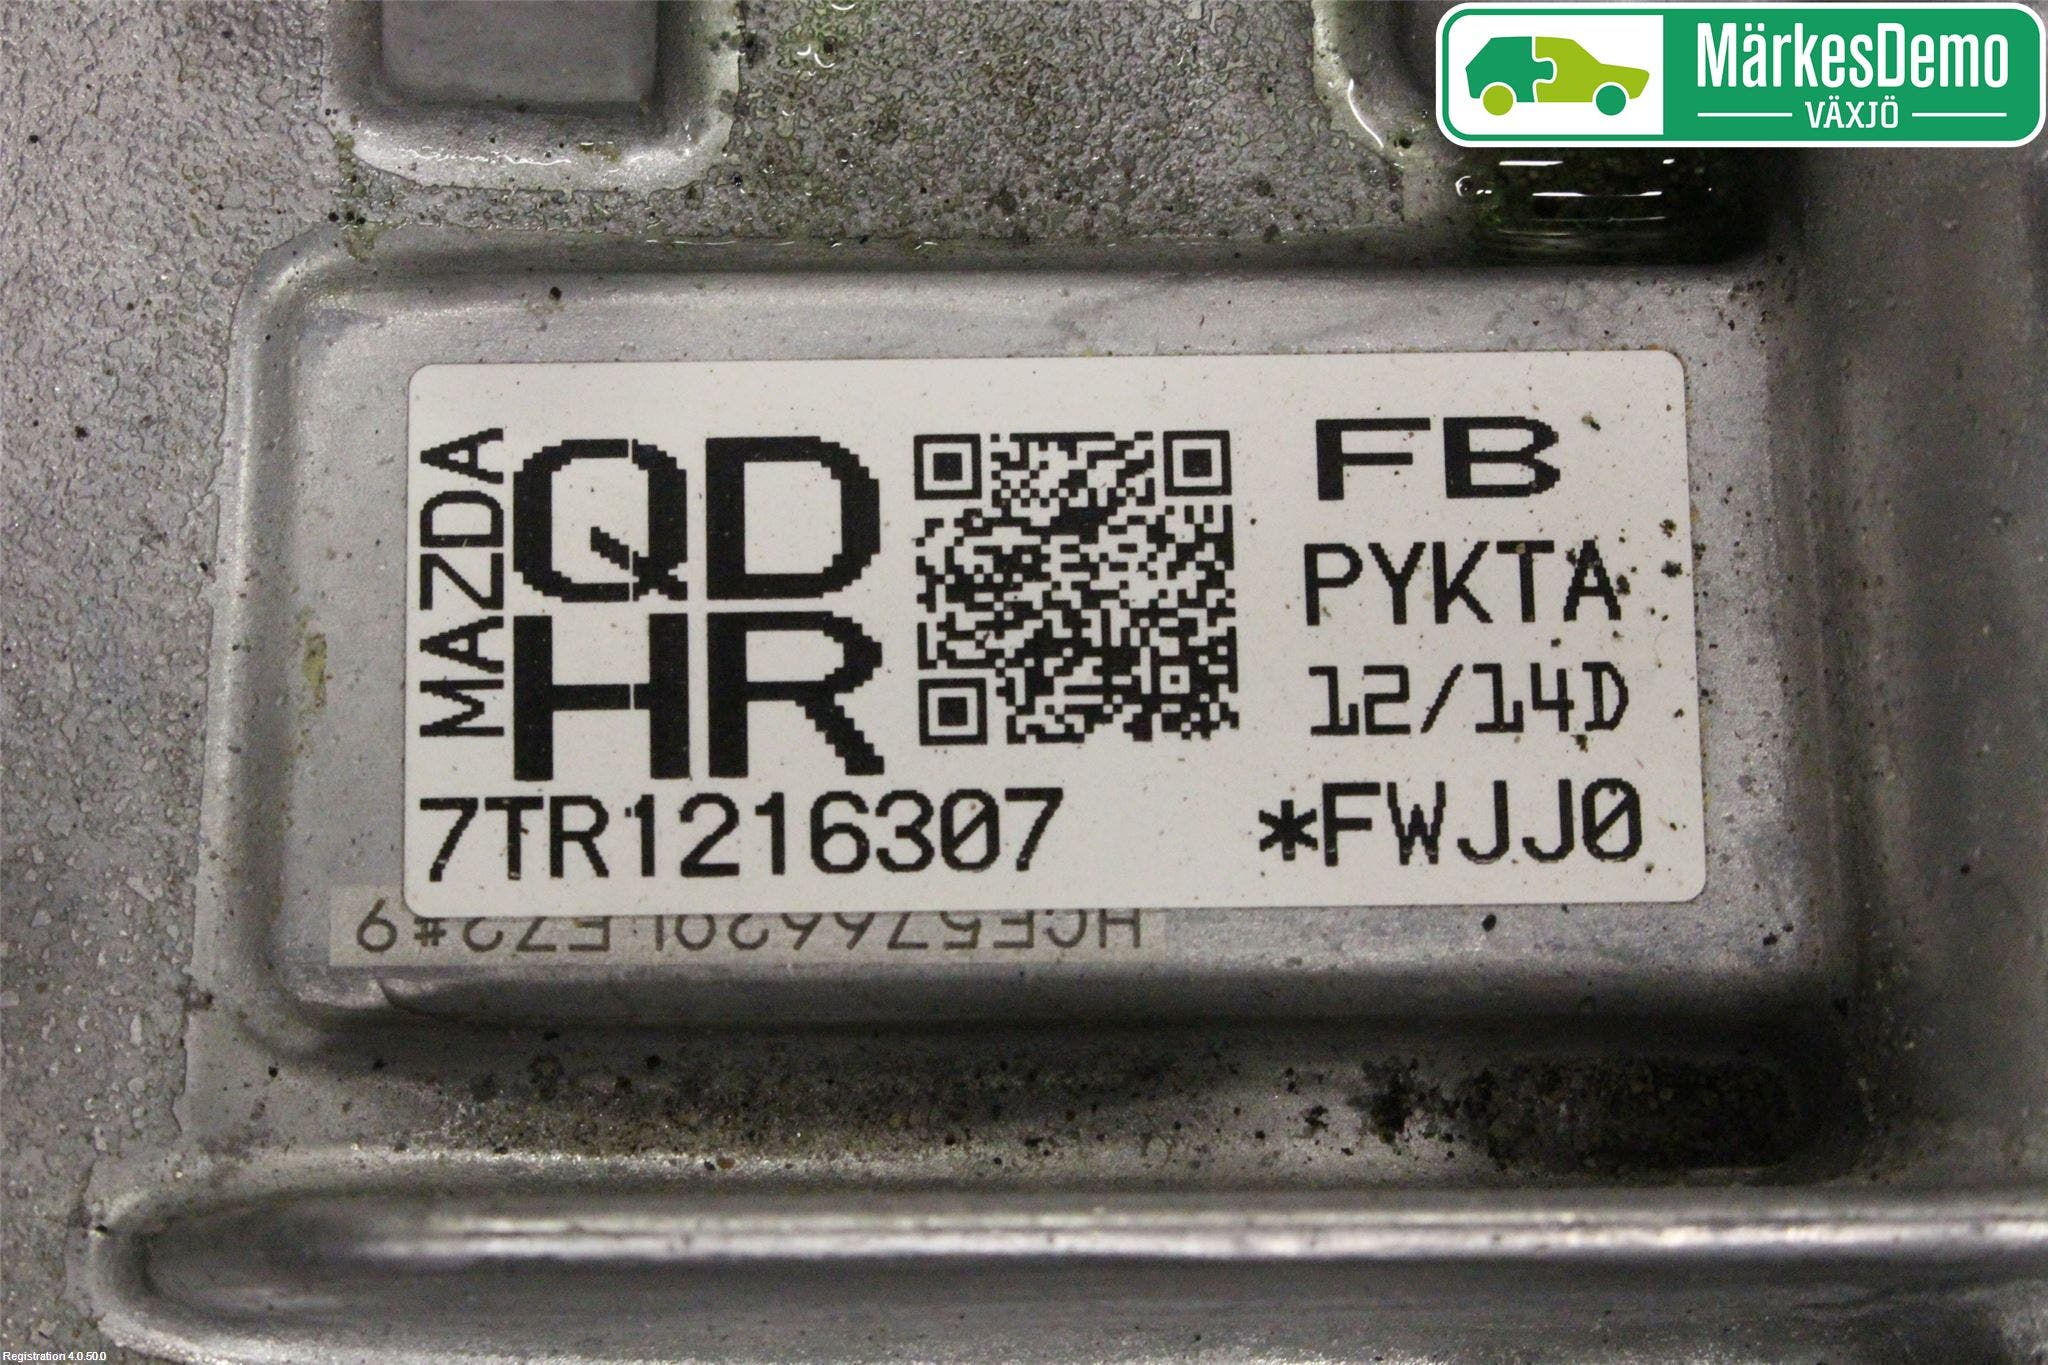 MärkesDemo
VÄXJÖ
MAZDA
QD
HR
FB
PYKTA
12/14D
7TR1216307
*FWJJ0
Registration 4.0.50.0